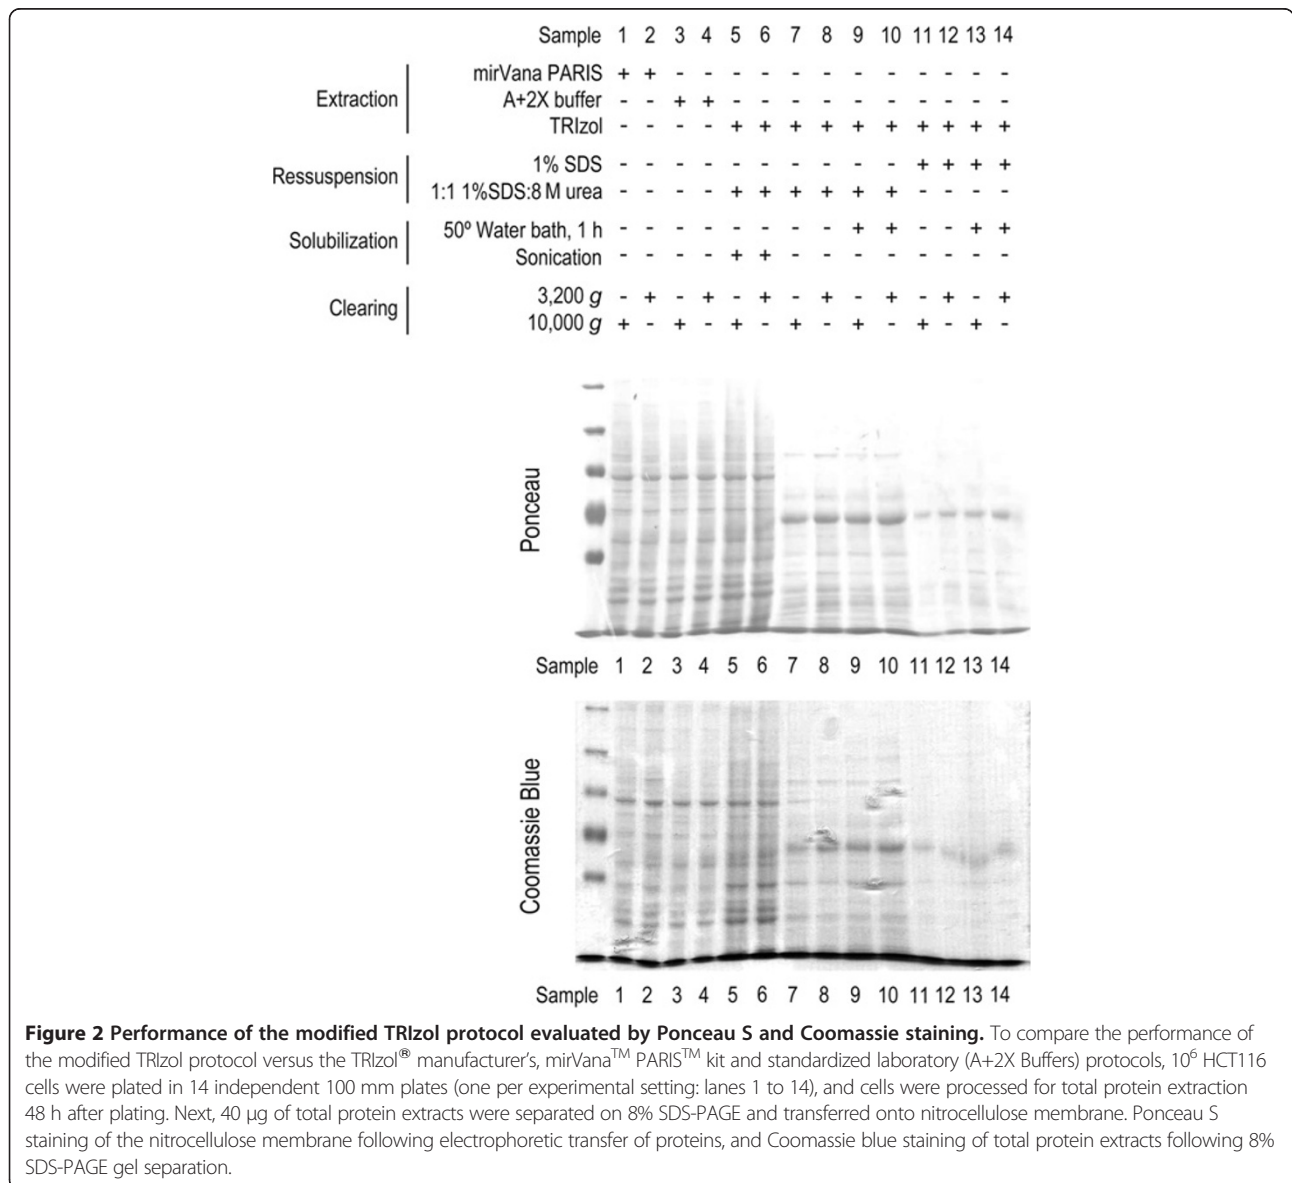 Sample 1 2 3 4 5 6 7 8 9 10 11 12 13 14
Extraction
mirVana PARIS + + - - - - - - - - - - - -
A+2X buffer - - + + - - - - - - - - - -
TRIzol - - - - + + + + + + + + + +
Ressuspension
1% SDS - - - - - - - - - - + + + +
1:1 1%SDS:8 M urea - - - - + + + + + + - - - -
Solubilization
50º Water bath, 1 h - - - - - - - - + + - - + +
Sonication - - - - + + - - - - - - - -
Clearing
3,200 g - + - + - + - + - + - + - +
10,000 g + - + - + - + - + - + - + -
Ponceau
Sample 1 2 3 4 5 6 7 8 9 10 11 12 13 14
Coomassie Blue
Sample 1 2 3 4 5 6 7 8 9 10 11 12 13 14
Figure 2 Performance of the modified TRIzol protocol evaluated by Ponceau S and Coomassie staining. To compare the performance of
the modified TRIzol protocol versus the TRIzol® manufacturer's, mirVana™ PARIS™ kit and standardized laboratory (A+2X Buffers) protocols, 10⁶ HCT116
cells were plated in 14 independent 100 mm plates (one per experimental setting: lanes 1 to 14), and cells were processed for total protein extraction
48 h after plating. Next, 40 μg of total protein extracts were separated on 8% SDS-PAGE and transferred onto nitrocellulose membrane. Ponceau S
staining of the nitrocellulose membrane following electrophoretic transfer of proteins, and Coomassie blue staining of total protein extracts following 8%
SDS-PAGE gel separation.